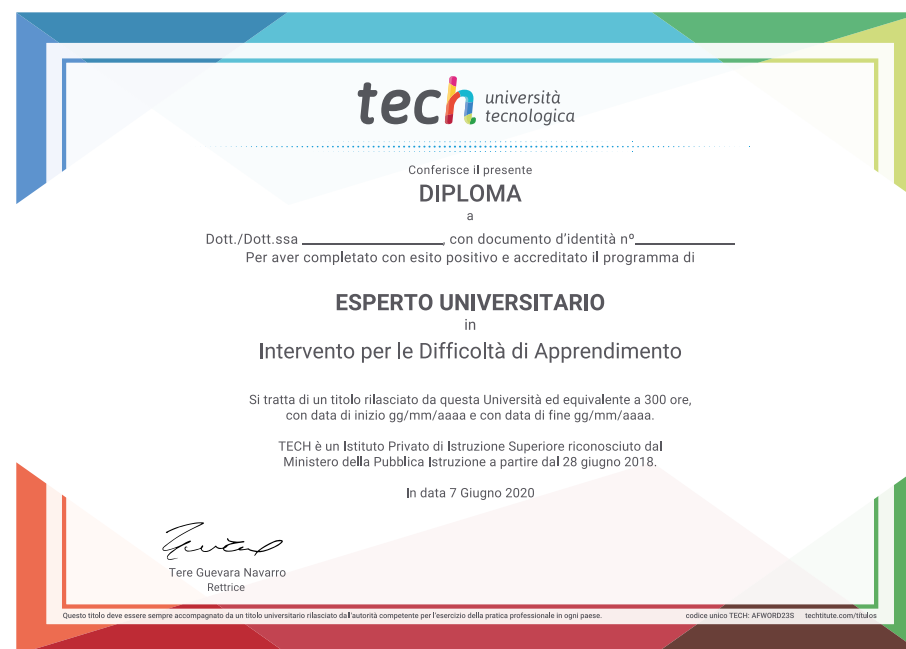 tech università
tecnologica
Conferisce il presente
DIPLOMA
a
Dott./Dott.ssa ____________________, con documento d'identità nº______________
Per aver completato con esito positivo e accreditato il programma di
ESPERTO UNIVERSITARIO
in
Intervento per le Difficoltà di Apprendimento
Si tratta di un titolo rilasciato da questa Università ed equivalente a 300 ore,
con data di inizio gg/mm/aaaa e con data di fine gg/mm/aaaa.
TECH è un Istituto Privato di Istruzione Superiore riconosciuto dal
Ministero della Pubblica Istruzione a partire dal 28 giugno 2018.
In data 7 Giugno 2020
Tere Guevara Navarro
Rettrice
Questo titolo deve essere sempre accompagnato da un titolo universitario rilasciato dall'autorità competente per l'esercizio della pratica professionale in ogni paese. codice unico TECH: AFWORD23S techtitute.com/titulos